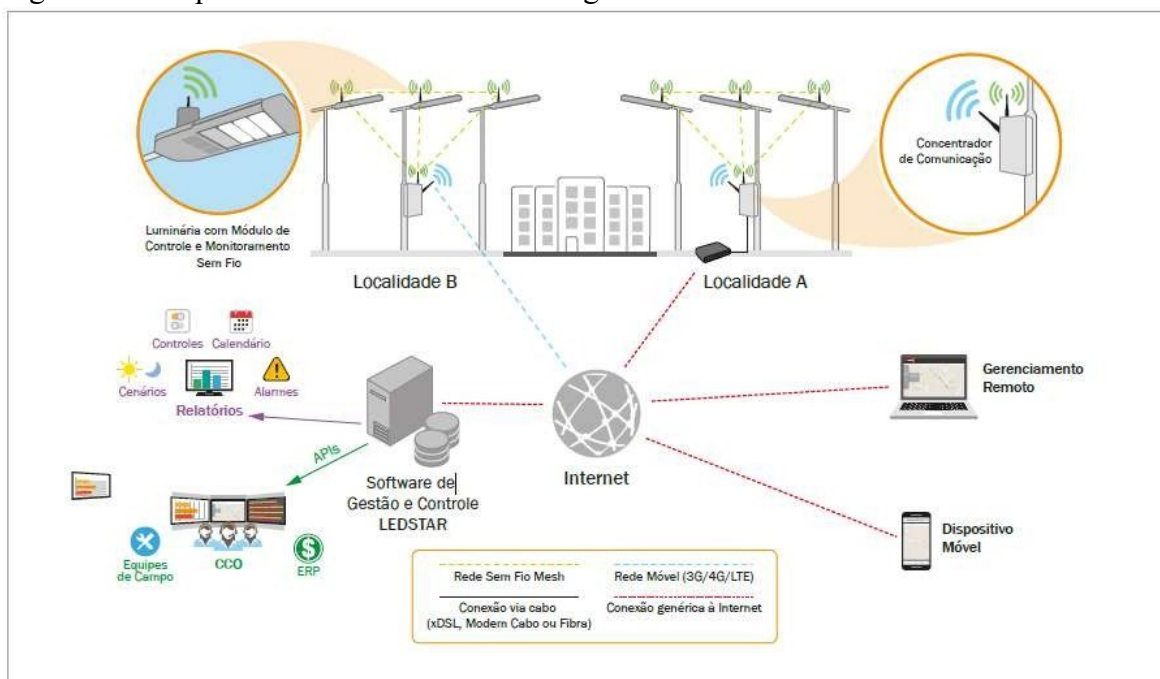 Concentrador
de Comunicação
Luminária com Módulo de
Controle e Monitoramento
Sem Fio
Localidade B
Localidade A
Controles
Calendário
Cenários
Alarmes
Relatórios
Gerenciamento
Remoto
APIs
Software de
Gestão e Controle
LEDSTAR
Internet
Dispositivo
Móvel
Equipes
de Campo
CCO
ERP
Rede Sem Fio Mesh
Rede Móvel (3G/4G/LTE)
Conexão via cabo
(xDSL, Modem Cabo ou Fibra)
Conexão genérica à Internet